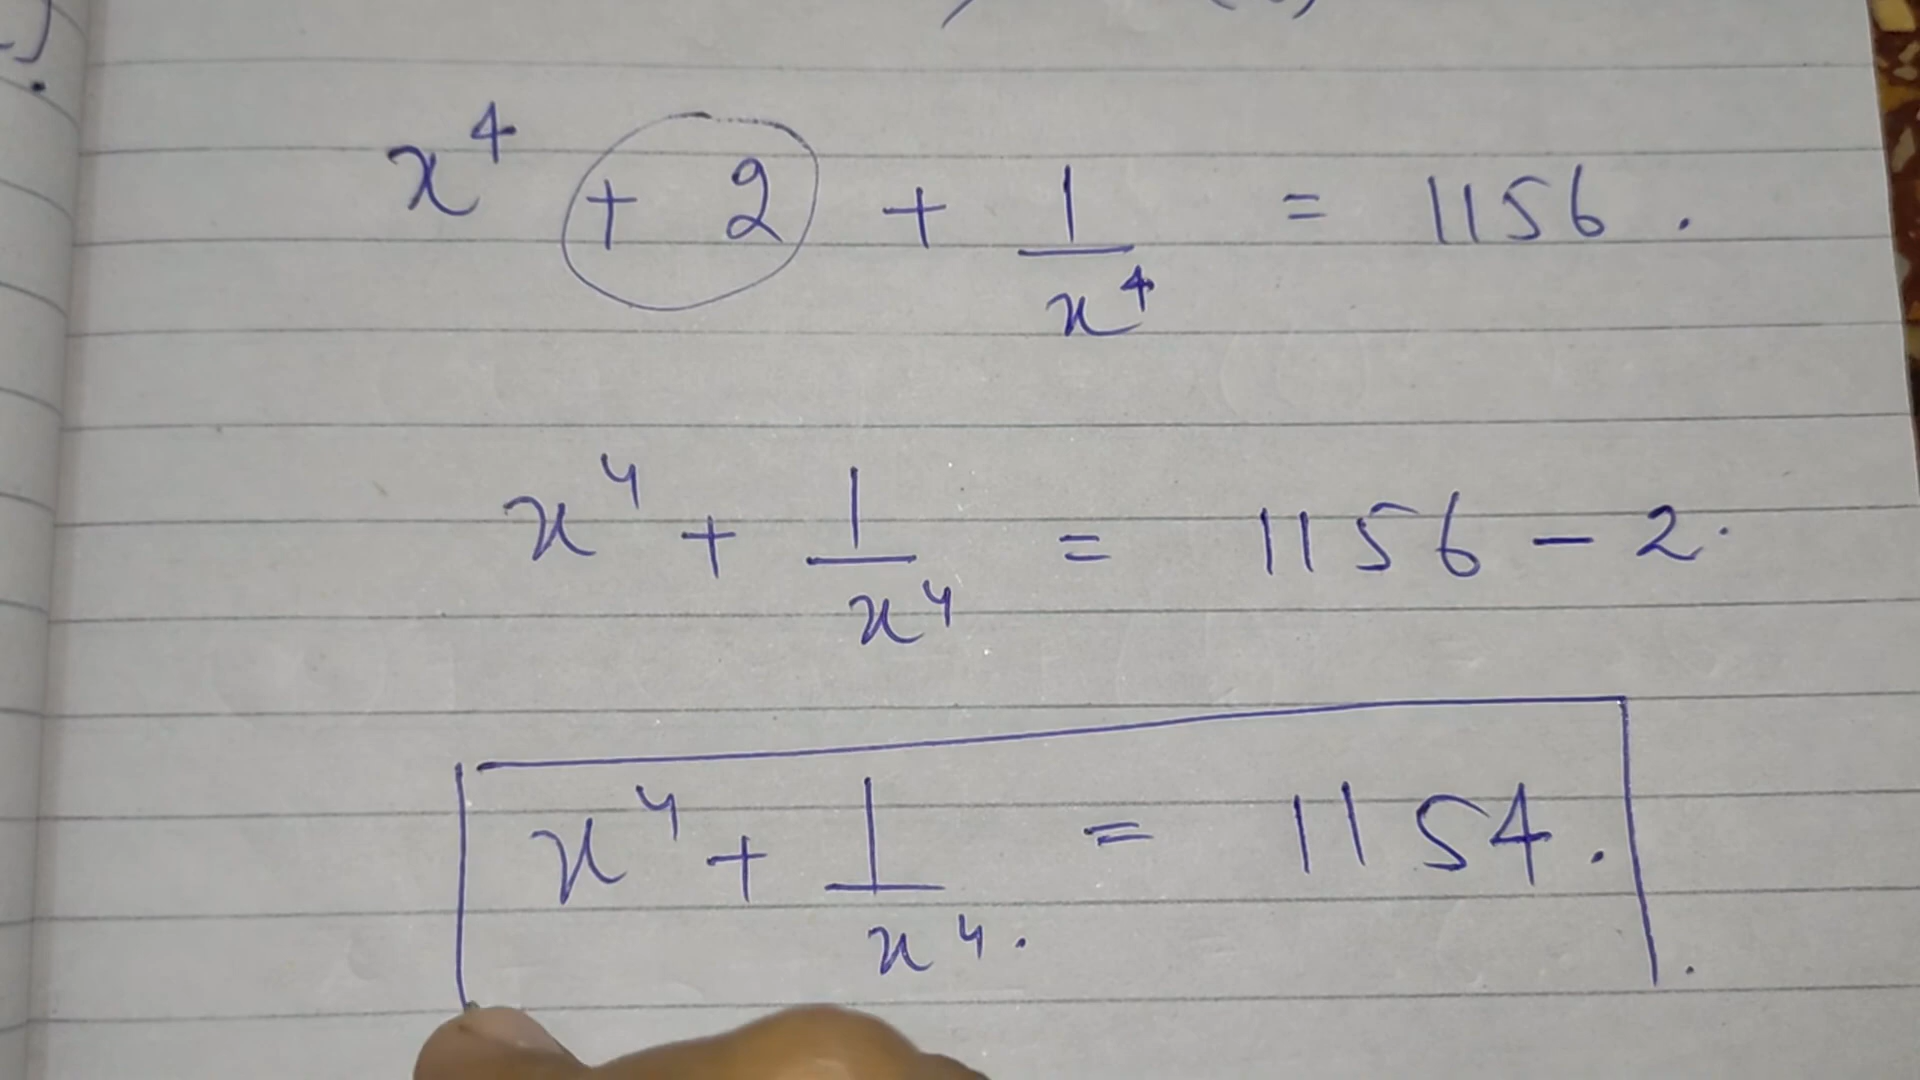 x⁴ + 2 + 1/x⁴ = 1156.
x⁴ + 1/x⁴ = 1156 - 2.
x⁴ + 1/x⁴. = 1154.